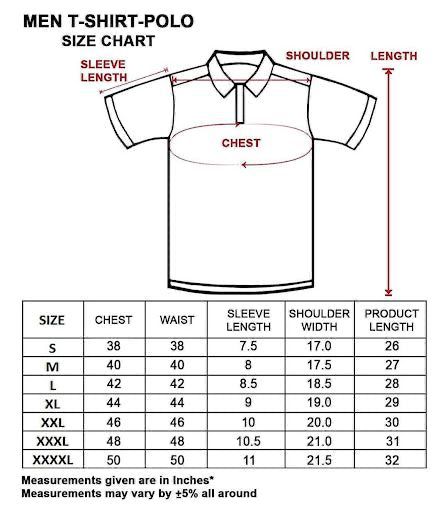 MEN T-SHIRT-POLO
SIZE CHART
SLEEVE
LENGTH
SHOULDER
LENGTH
CHEST
SIZE CHEST WAIST SLEEVE LENGTH SHOULDER WIDTH PRODUCT LENGTH
S 38 38 7.5 17.0 26
M 40 40 8 17.5 27
L 42 42 8.5 18.5 28
XL 44 44 9 19.0 29
XXL 46 46 10 20.0 30
XXXL 48 48 10.5 21.0 31
XXXXL 50 50 11 21.5 32
Measurements given are in Inches*
Measurements may vary by ±5% all around